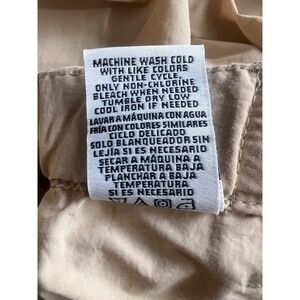 MACHINE WASH COLD
WITH LIKE COLORS
GENTLE CYCLE,
ONLY NON-CHLORINE
BLEACH WHEN NEEDED
TUMBLE DRY LOW
COOL IRON IF NEEDED
LAVAR A MÁQUINA CON AGUA
FRÍA CON COLORES SIMILARES
CICLO DELICADO
SOLO BLANQUEADOR SIN
LEJÍA SI ES NECESARIO
SECAR A MÁQUINA A
TEMPERATURA BAJA
PLANCHAR A BAJA
TEMPERATURA
SI ES NECESARIO